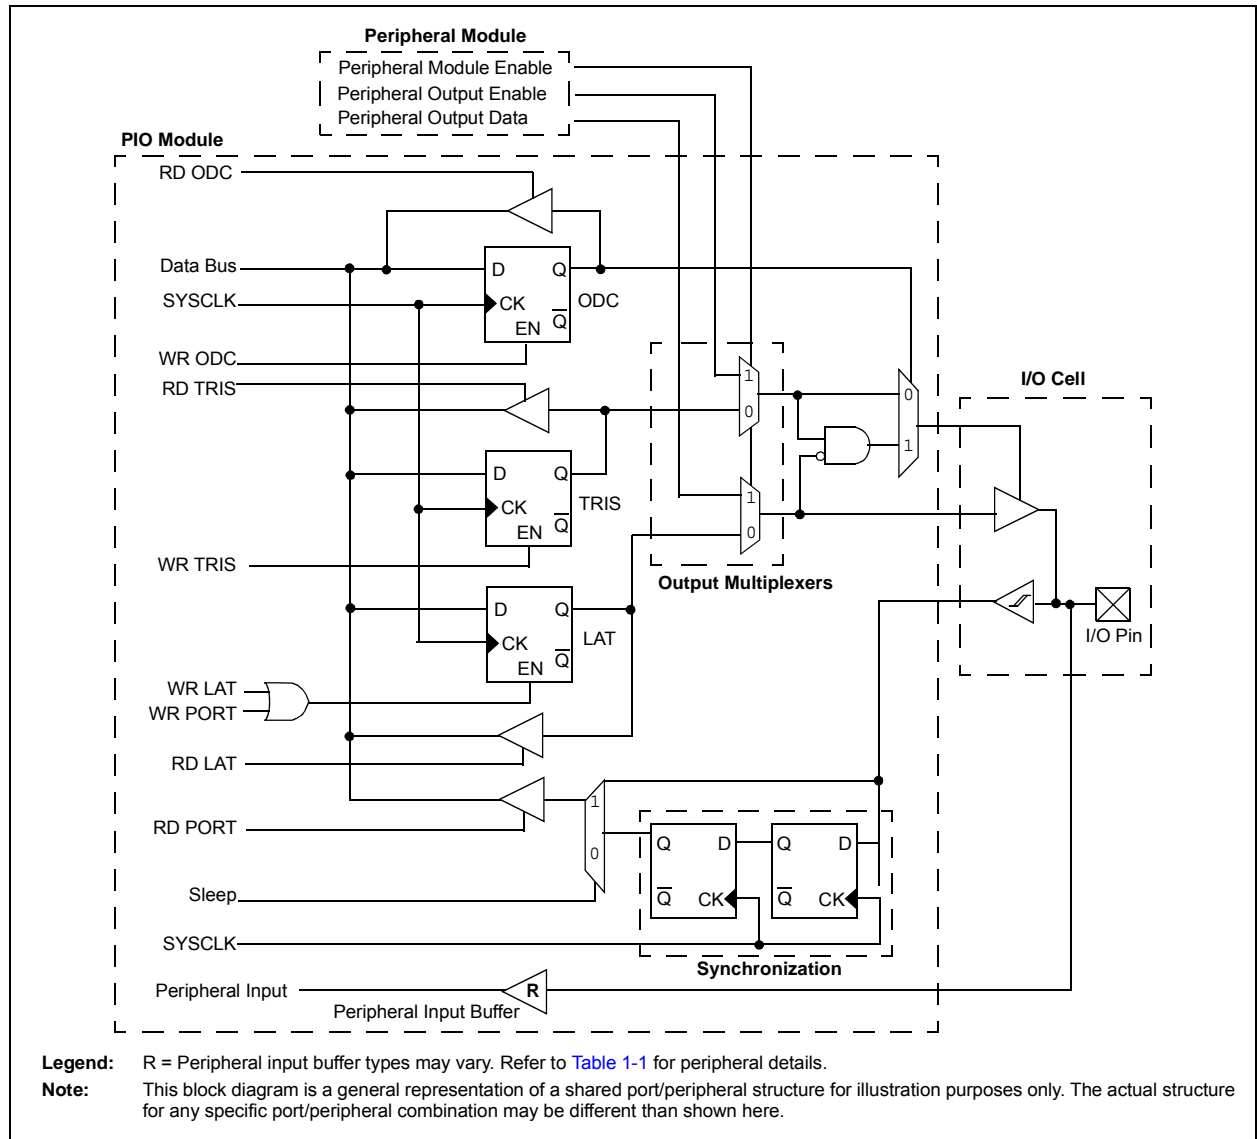 Peripheral Module
Peripheral Module Enable
Peripheral Output Enable
Peripheral Output Data
PIO Module
RD ODC
Data Bus
D Q
SYSCLK
CK
ODC
EN Q
WR ODC
RD TRIS
1
0
0
1
I/O Cell
D Q
CK
TRIS
EN Q
WR TRIS
1
0
Output Multiplexers
D Q
CK
LAT
EN Q
I/O Pin
WR LAT
WR PORT
RD LAT
RD PORT
1
0
Q D
Q CK
Q D
Q CK
Sleep
SYSCLK
Synchronization
Peripheral Input
R
Peripheral Input Buffer
Legend: R = Peripheral input buffer types may vary. Refer to Table 1-1 for peripheral details.
Note: This block diagram is a general representation of a shared port/peripheral structure for illustration purposes only. The actual structure
for any specific port/peripheral combination may be different than shown here.